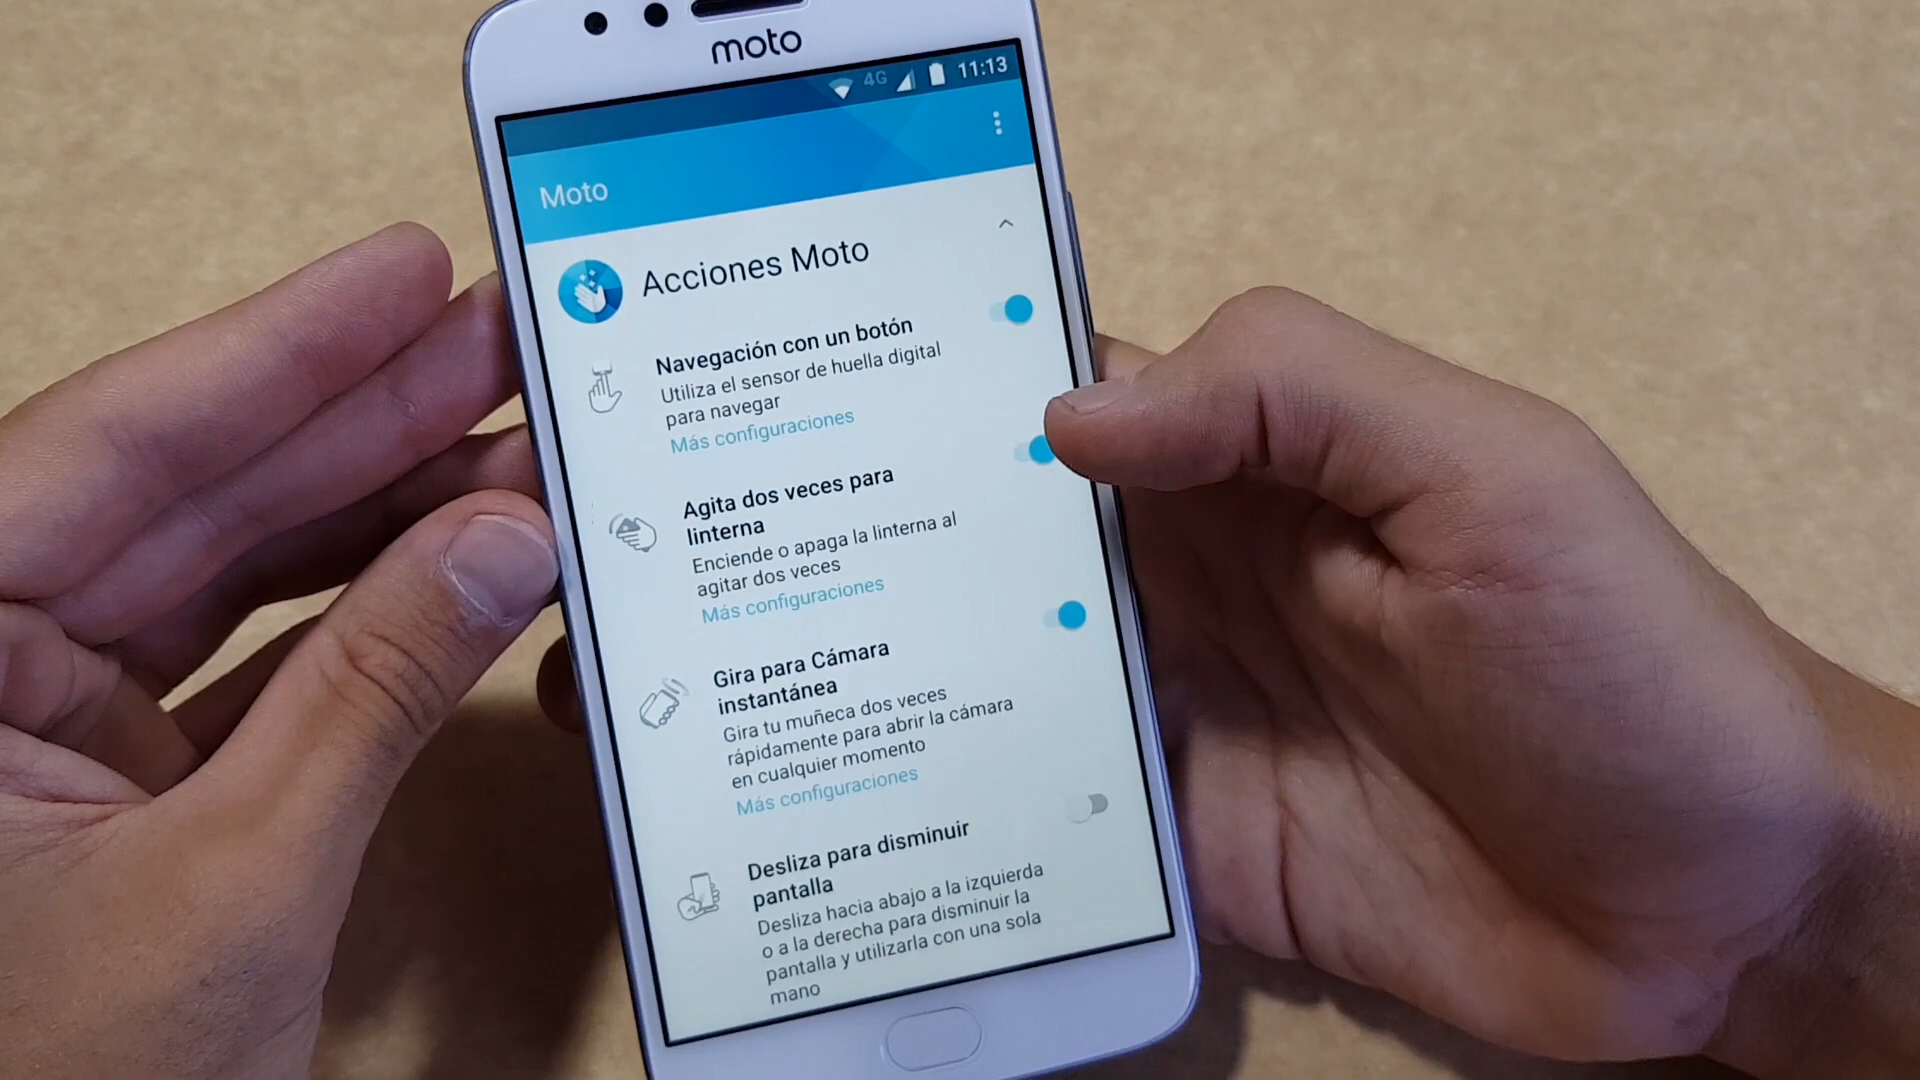 moto
4G 11:13
Moto
Acciones Moto
Navegación con un botón
Utiliza el sensor de huella digital
para navegar
Más configuraciones
Agita dos veces para
linterna
Enciende o apaga la linterna al
agitar dos veces
Más configuraciones
Gira para Cámara
instantánea
Gira tu muñeca dos veces
rápidamente para abrir la cámara
en cualquier momento
Más configuraciones
Desliza para disminuir
pantalla
Desliza hacia abajo a la izquierda
o a la derecha para disminuir la
pantalla y utilizarla con una sola
mano